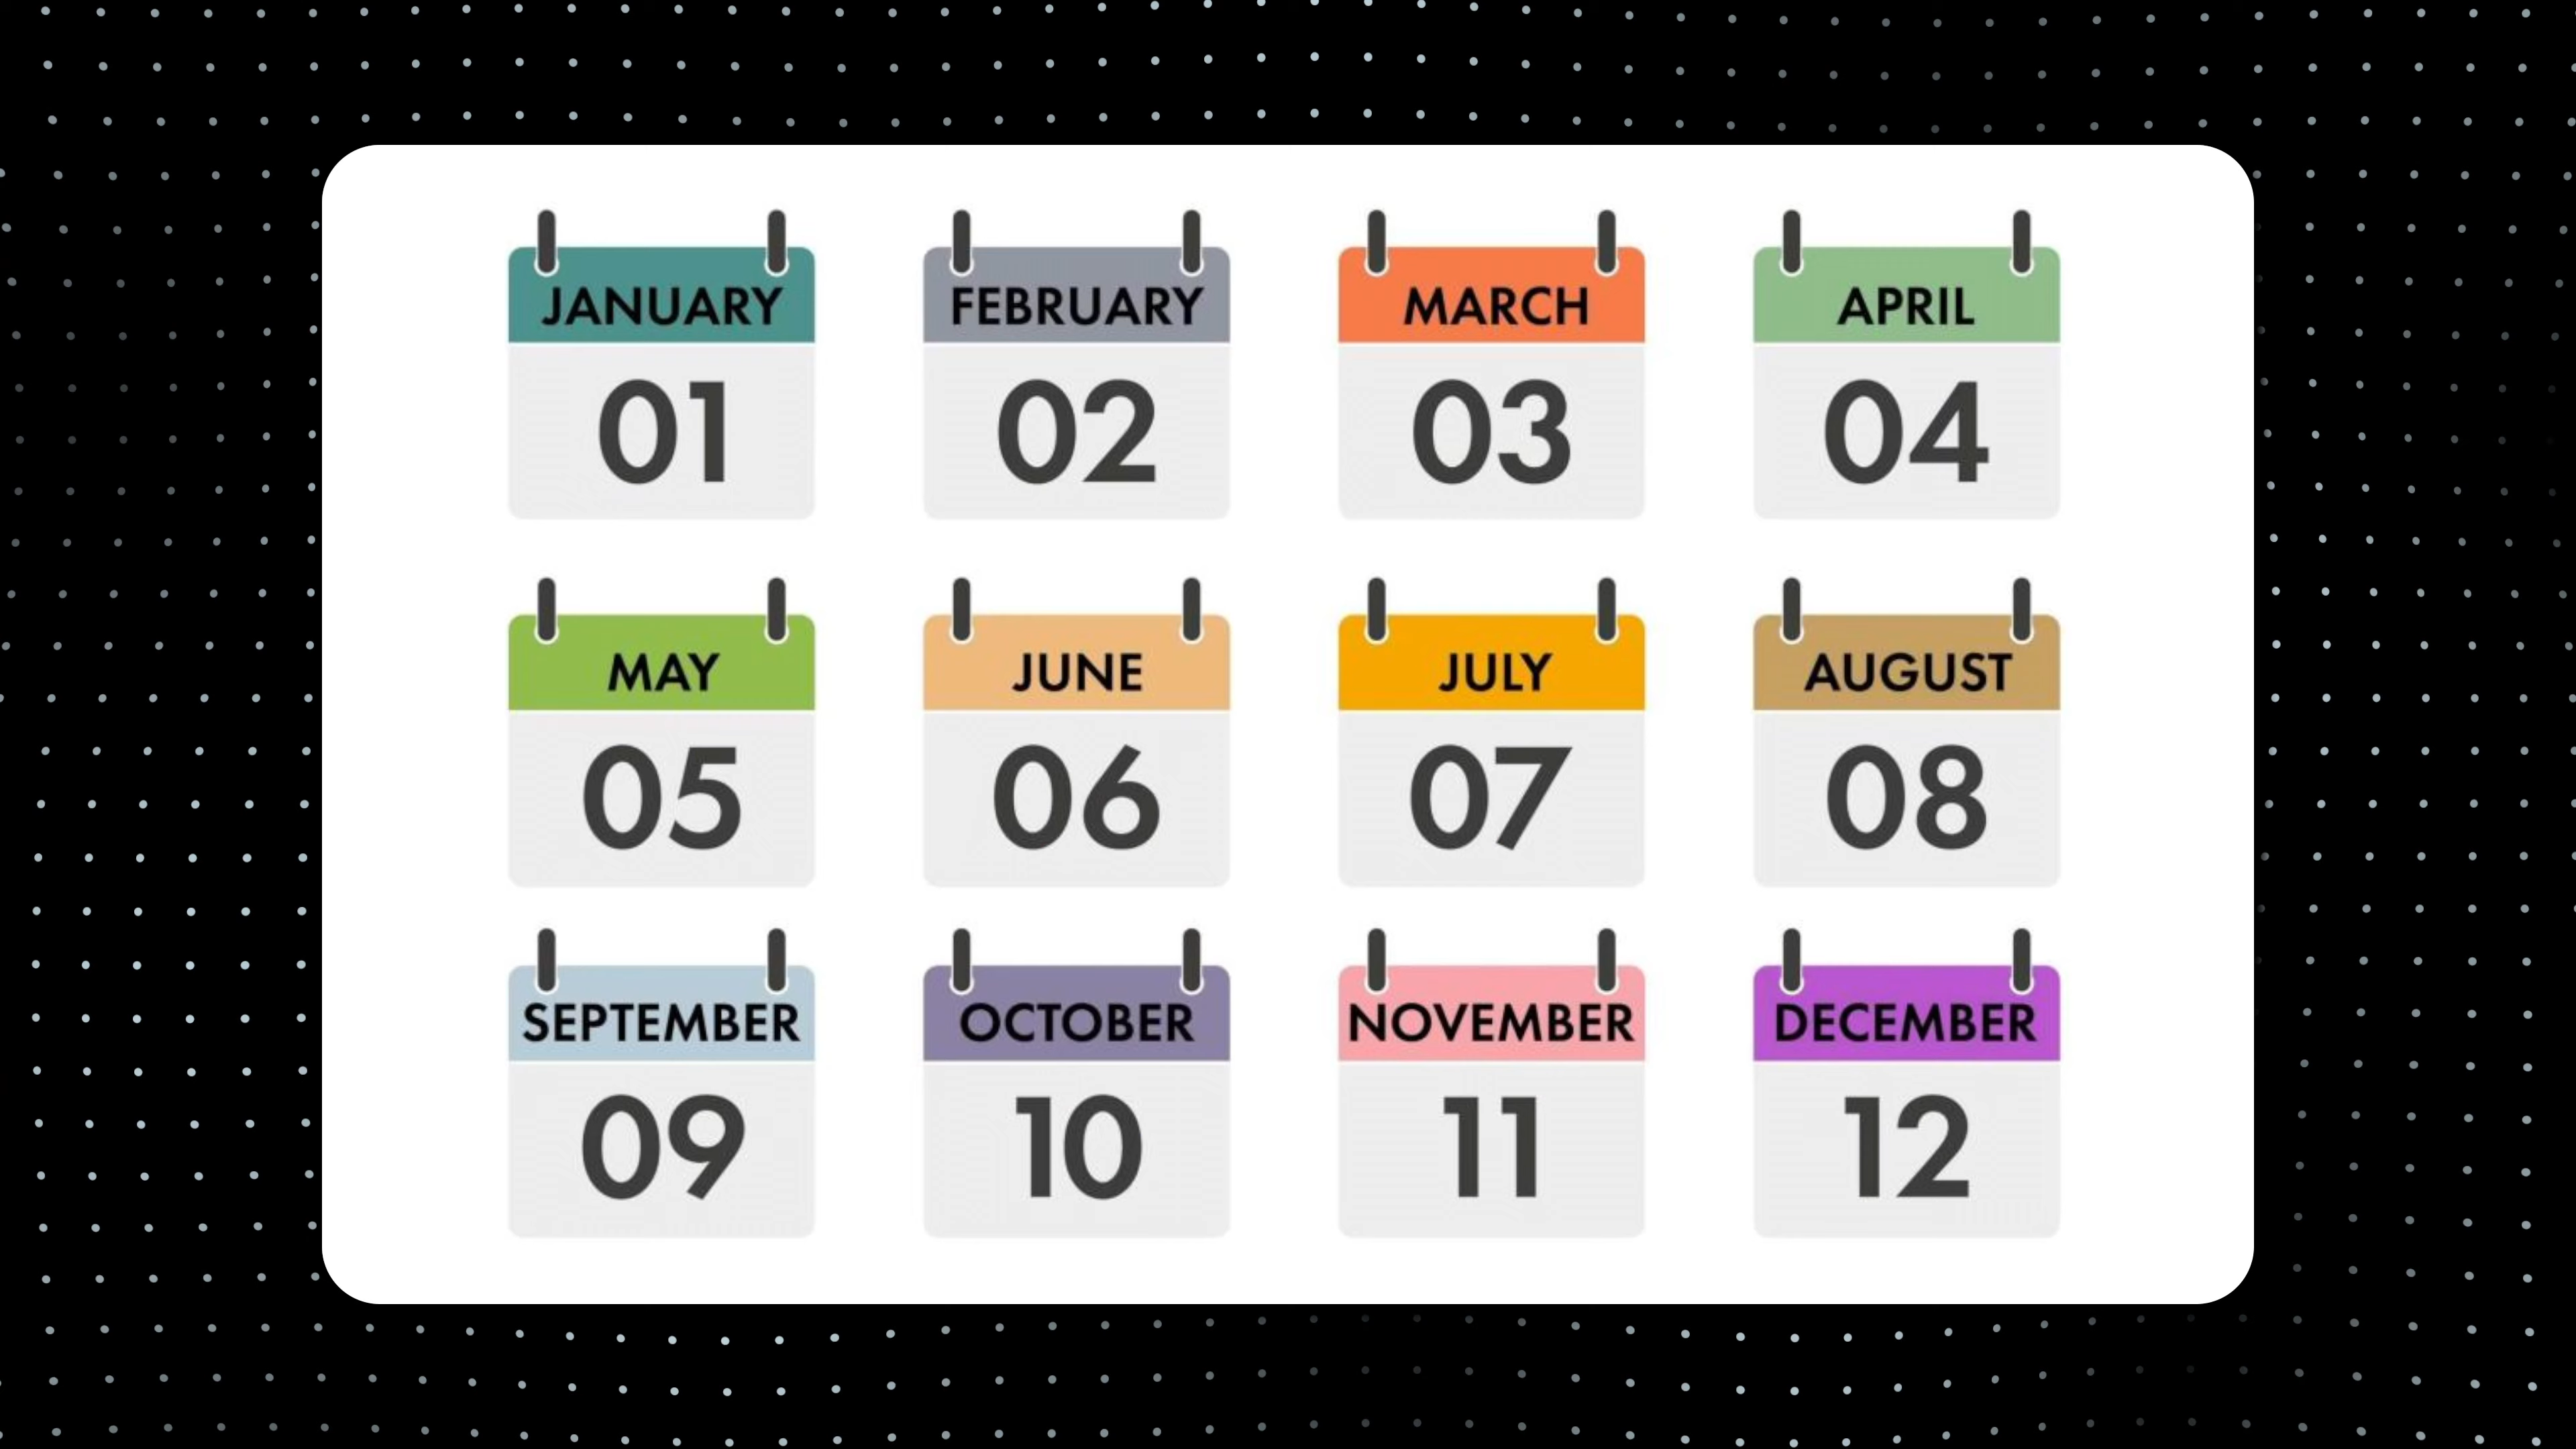 JANUARY FEBRUARY MARCH APRIL
01 02 03 04
MAY JUNE JULY AUGUST
05 06 07 08
SEPTEMBER OCTOBER NOVEMBER DECEMBER
09 10 11 12